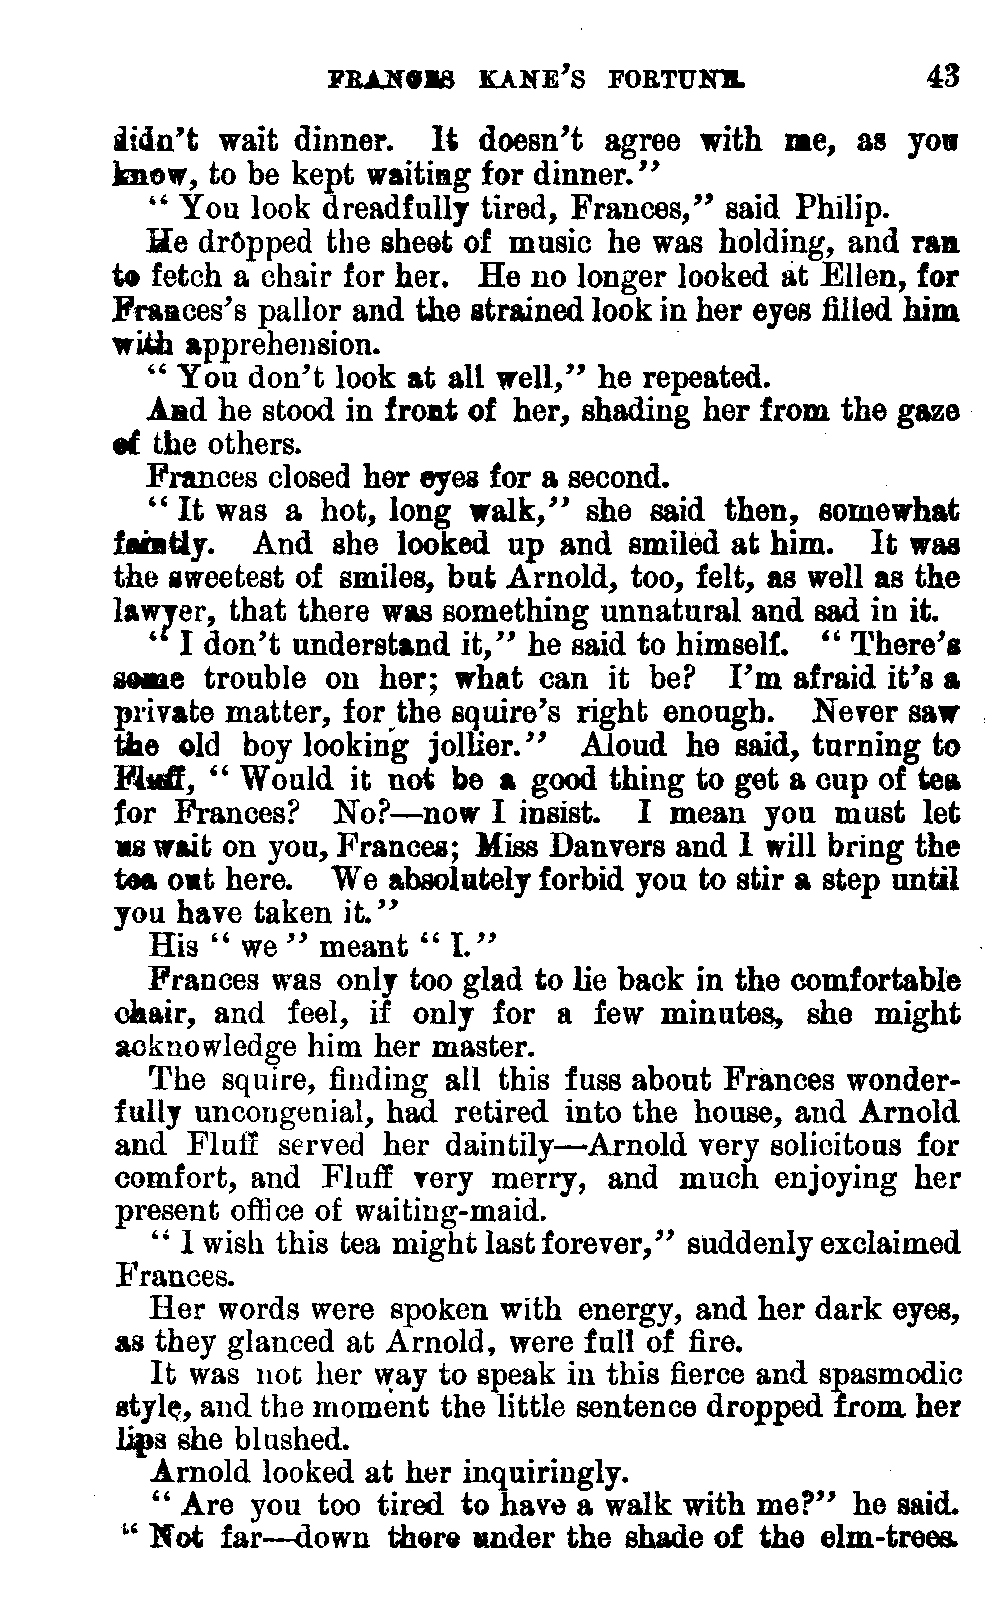 FRANCES KANE'S FORTUNE. 43
didn't wait dinner. It doesn't agree with me, as you
know, to be kept waiting for dinner."
"You look dreadfully tired, Frances," said Philip.
He dropped the sheet of music he was holding, and ran
to fetch a chair for her. He no longer looked at Ellen, for
Frances's pallor and the strained look in her eyes filled him
with apprehension.
"You don't look at all well," he repeated.
And he stood in front of her, shading her from the gaze
of the others.
Frances closed her eyes for a second.
"It was a hot, long walk," she said then, somewhat
faintly. And she looked up and smiled at him. It was
the sweetest of smiles, but Arnold, too, felt, as well as the
lawyer, that there was something unnatural and sad in it.
"I don't understand it," he said to himself. "There's
some trouble on her; what can it be? I'm afraid it's a
private matter, for the squire's right enough. Never saw
the old boy looking jollier." Aloud he said, turning to
Fluff, "Would it not be a good thing to get a cup of tea
for Frances? No?—now I insist. I mean you must let
us wait on you, Frances; Miss Danvers and I will bring the
tea out here. We absolutely forbid you to stir a step until
you have taken it."
His "we" meant "I."
Frances was only too glad to lie back in the comfortable
chair, and feel, if only for a few minutes, she might
acknowledge him her master.
The squire, finding all this fuss about Frances wonder-
fully uncongenial, had retired into the house, and Arnold
and Fluff served her daintily—Arnold very solicitous for
comfort, and Fluff very merry, and much enjoying her
present office of waiting-maid.
"I wish this tea might last forever," suddenly exclaimed
Frances.
Her words were spoken with energy, and her dark eyes,
as they glanced at Arnold, were full of fire.
It was not her way to speak in this fierce and spasmodic
style, and the moment the little sentence dropped from her
lips she blushed.
Arnold looked at her inquiringly.
"Are you too tired to have a walk with me?" he said.
"Not far—down there under the shade of the elm-trees.